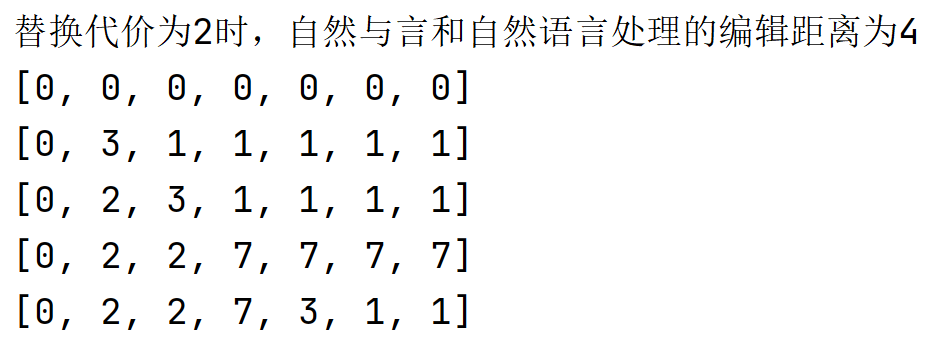 替换代价为2时，自然与言和自然语言处理的编辑距离为4
[0, 0, 0, 0, 0, 0, 0]
[0, 3, 1, 1, 1, 1, 1]
[0, 2, 3, 1, 1, 1, 1]
[0, 2, 2, 7, 7, 7, 7]
[0, 2, 2, 7, 3, 1, 1]